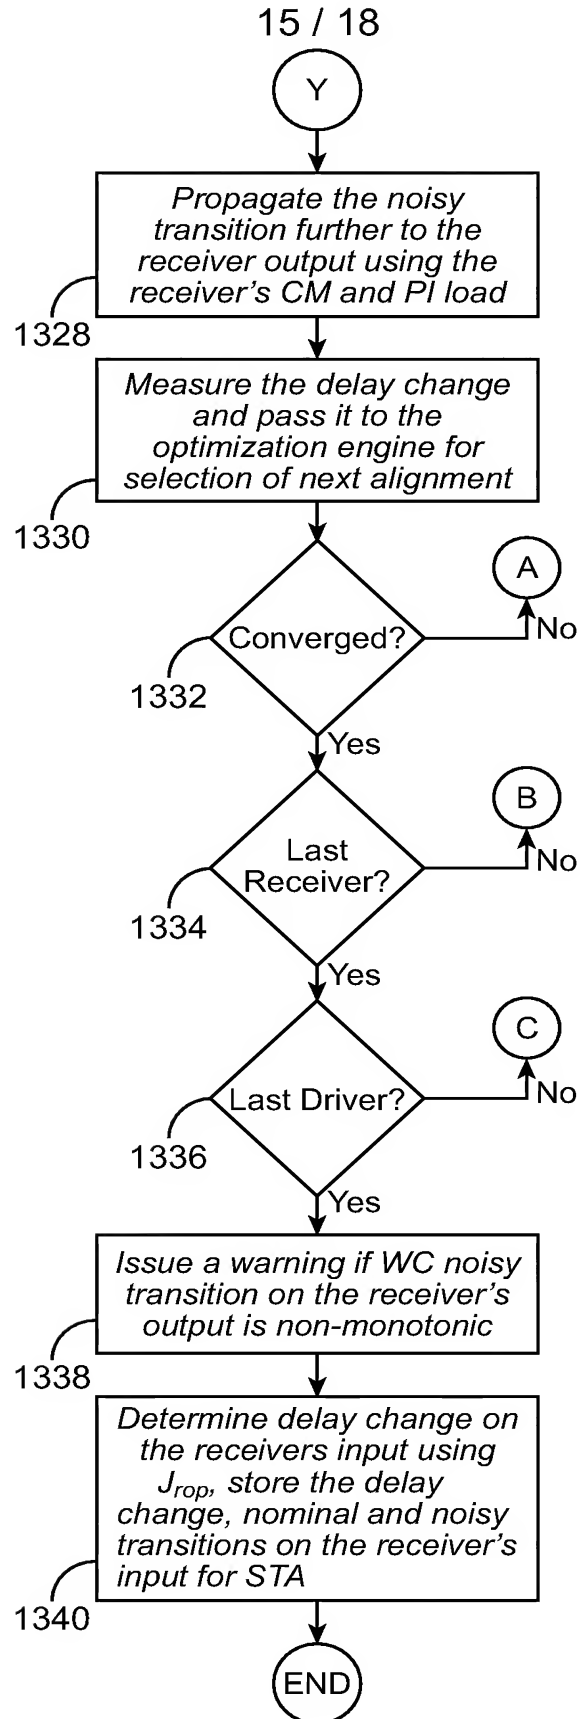 15 / 18
Y
Propagate the noisy
transition further to the
receiver output using the
receiver's CM and PI load
1328
Measure the delay change
and pass it to the
optimization engine for
selection of next alignment
1330
A
Converged?
No
1332
Yes
B
Last
Receiver?
No
1334
Yes
C
Last Driver?
No
1336
Yes
Issue a warning if WC noisy
transition on the receiver's
output is non-monotonic
1338
Determine delay change on
the receivers input using
Jrop, store the delay
change, nominal and noisy
transitions on the receiver's
input for STA
1340
END